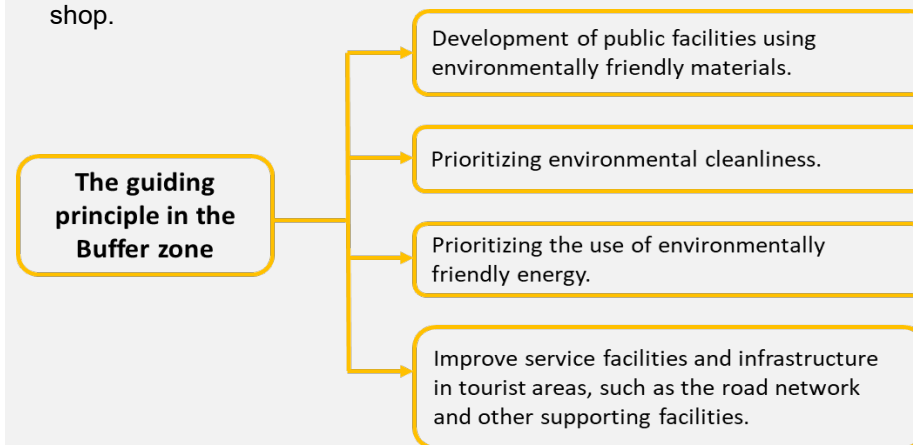 shop.
Development of public facilities using
environmentally friendly materials.
Prioritizing environmental cleanliness.
The guiding
principle in the
Buffer zone
Prioritizing the use of environmentally
friendly energy.
Improve service facilities and infrastructure
in tourist areas, such as the road network
and other supporting facilities.